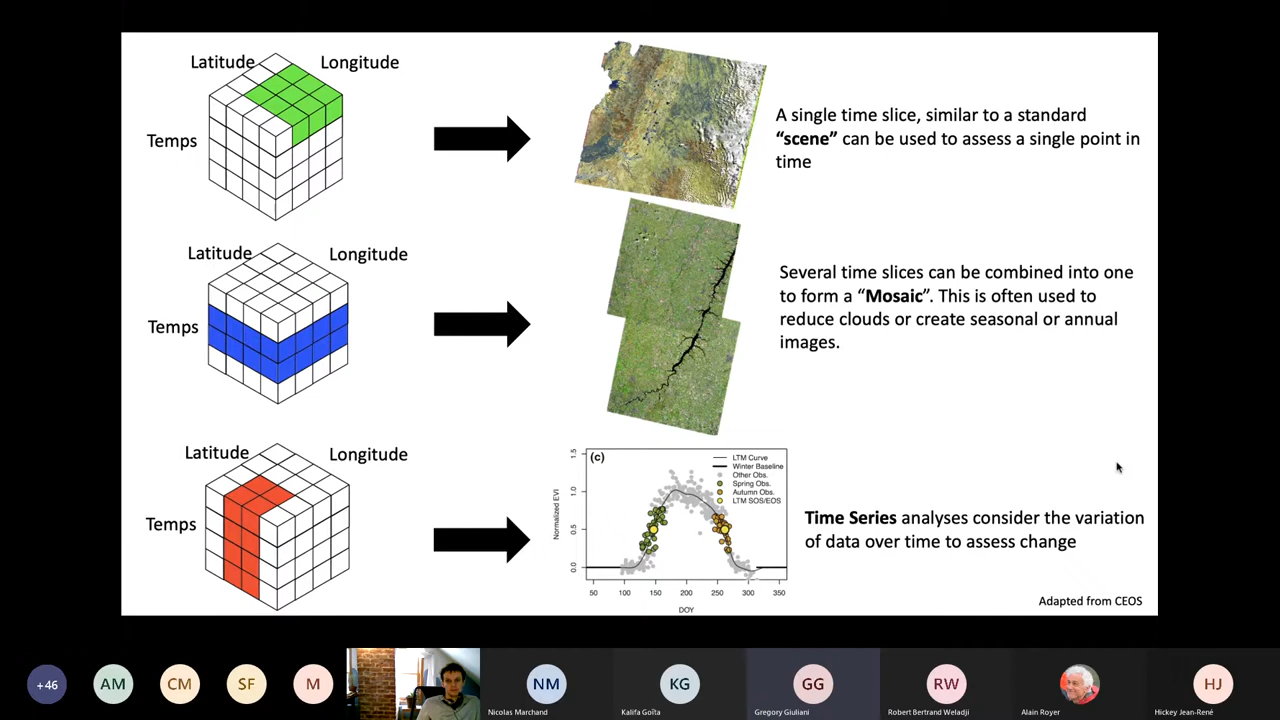 Latitude
Longitude
Temps
A single time slice, similar to a standard
“scene” can be used to assess a single point in
time
Latitude
Longitude
Temps
Several time slices can be combined into one
to form a “Mosaic”. This is often used to
reduce clouds or create seasonal or annual
images.
Latitude
Longitude
Temps
(c)
LTM Curve
Winter Baseline
Other Obs.
Spring Obs.
Autumn Obs.
LTM SOS/EOS
Normalized EVI
1.5
1.0
0.5
0.0
50 100 150 200 250 300 350
DOY
Time Series analyses consider the variation
of data over time to assess change
Adapted from CEOS
+46
AM
CM
SF
M
NM
Nicolas Marchand
KG
Kalifa Goïta
GG
Gregory Giuliani
RW
Robert Bertrand Weladji
Alain Royer
HJ
Hickey Jean-René